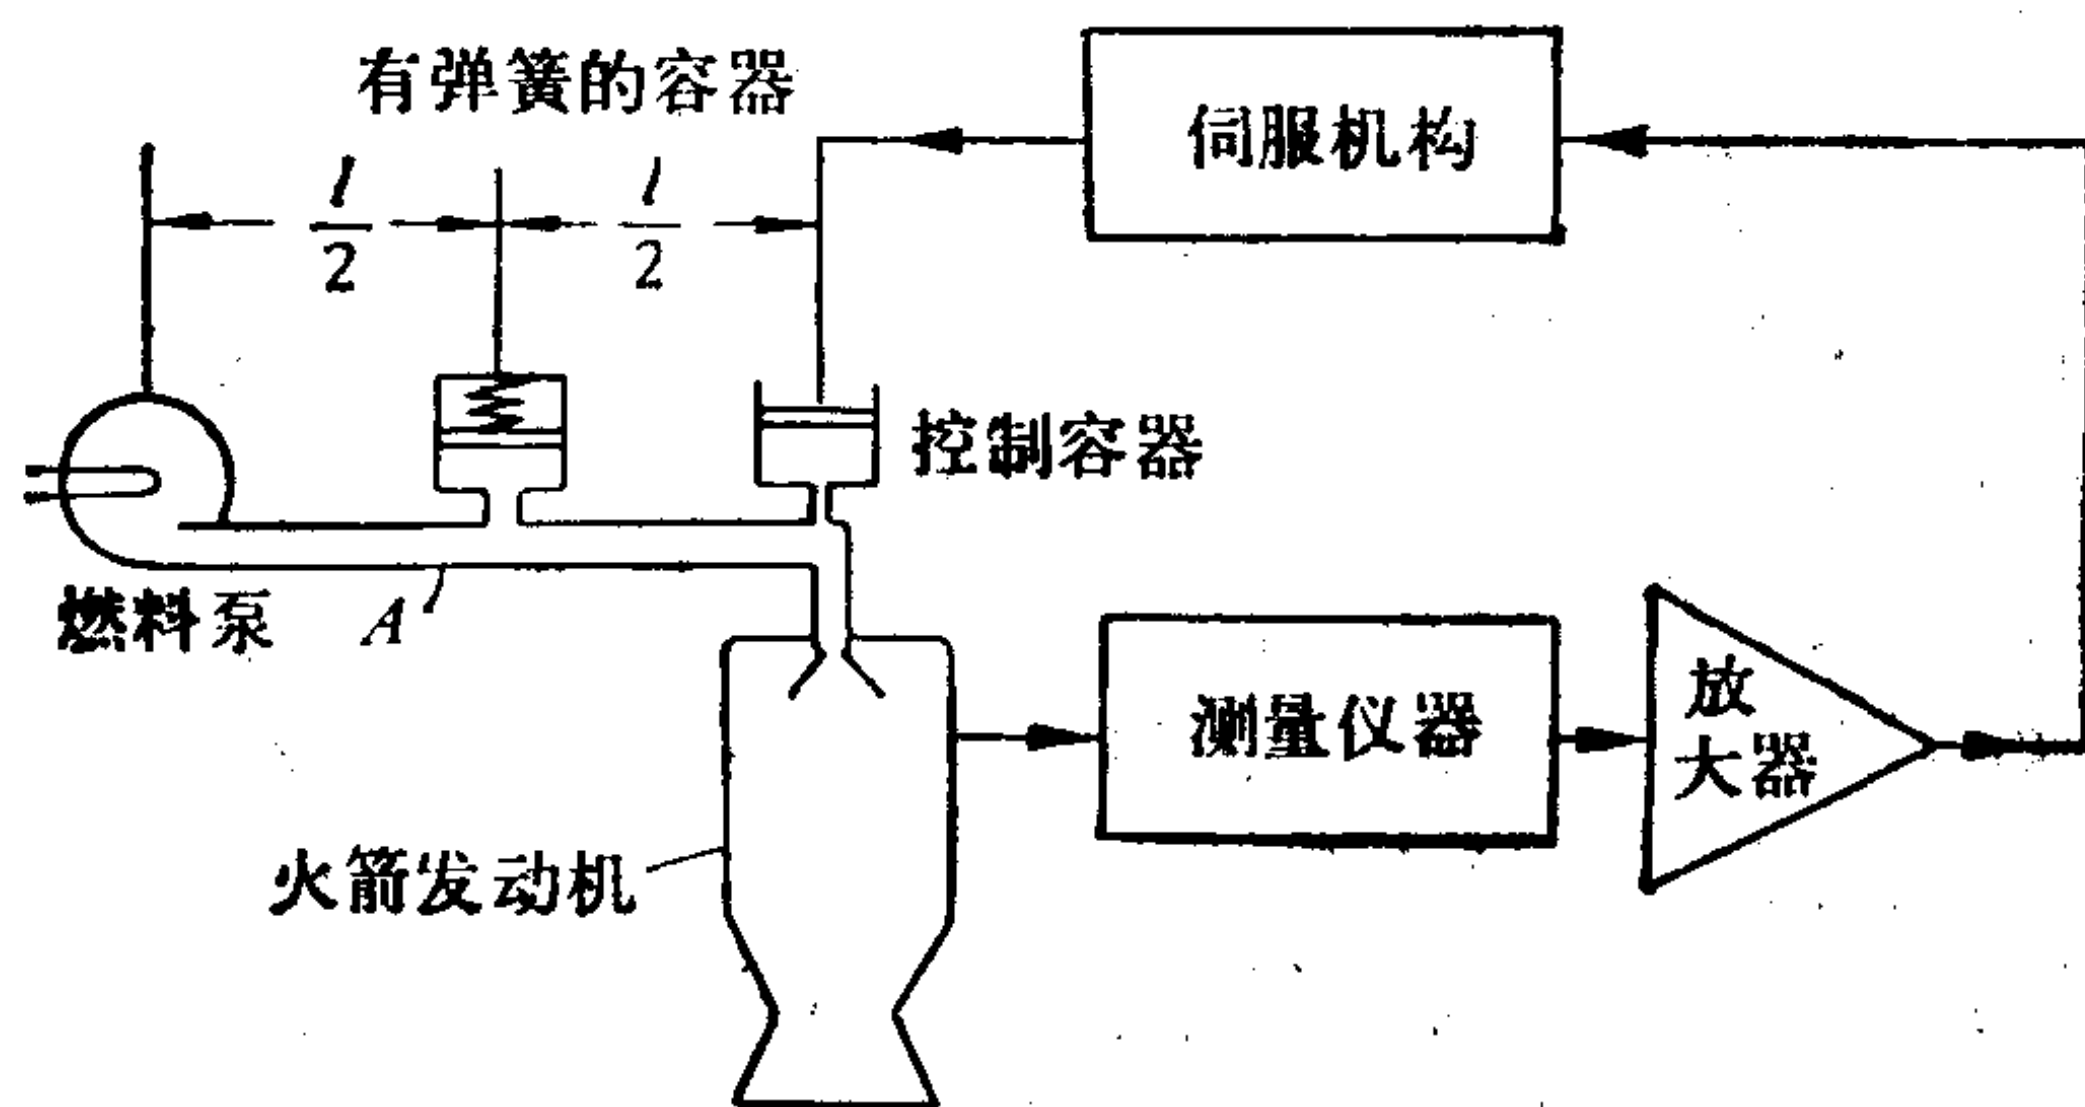 有弹簧的容器
l/2
l/2
伺服机构
控制容器
燃料泵
A
测量仪器
放大器
火箭发动机